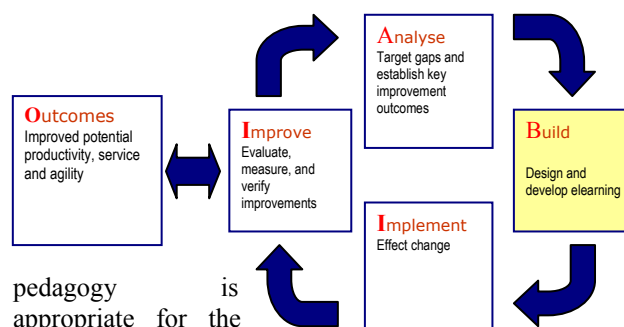 Analyse
Target gaps and
establish key
improvement
outcomes
Outcomes
Improved potential
productivity, service
and agility
Improve
Evaluate,
measure, and
verify
improvements
Build
Design and
develop elearning
Implement
Effect change
pedagogy is
appropriate for the